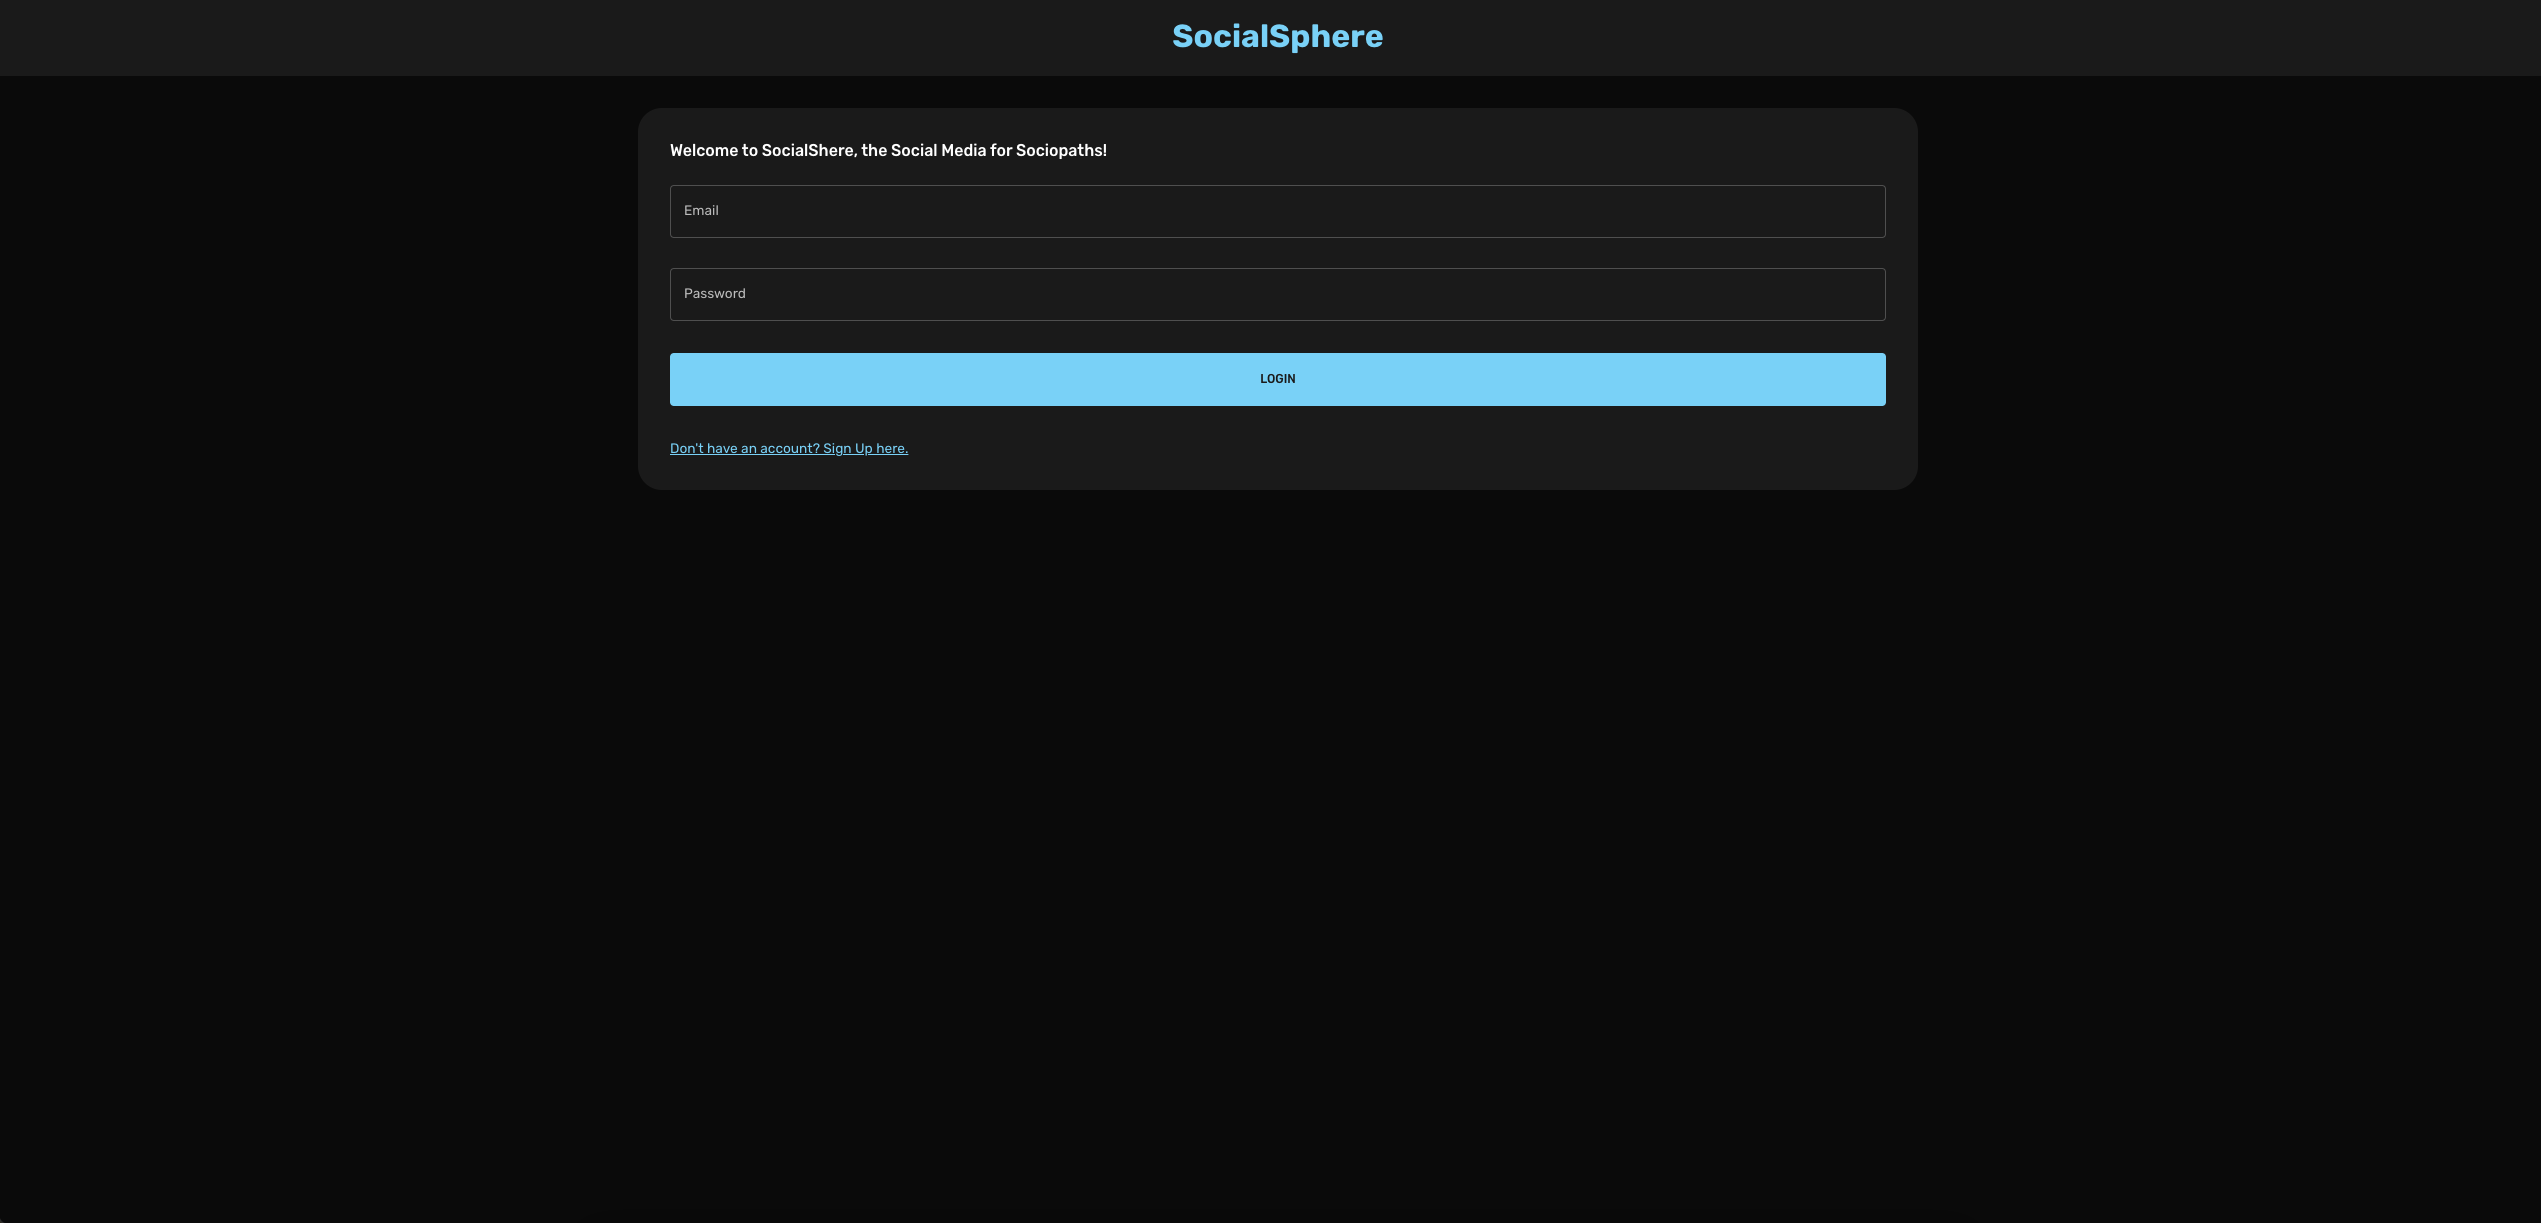 SocialSphere
Welcome to SocialShere, the Social Media for Sociopaths!
Email
Password
LOGIN
Don't have an account? Sign Up here.